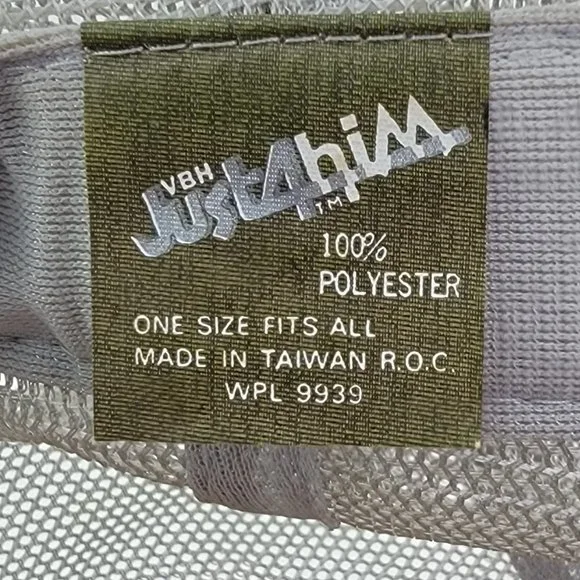 VBH
Just4him
TM
100%
POLYESTER
ONE SIZE FITS ALL
MADE IN TAIWAN R.O.C.
WPL 9939